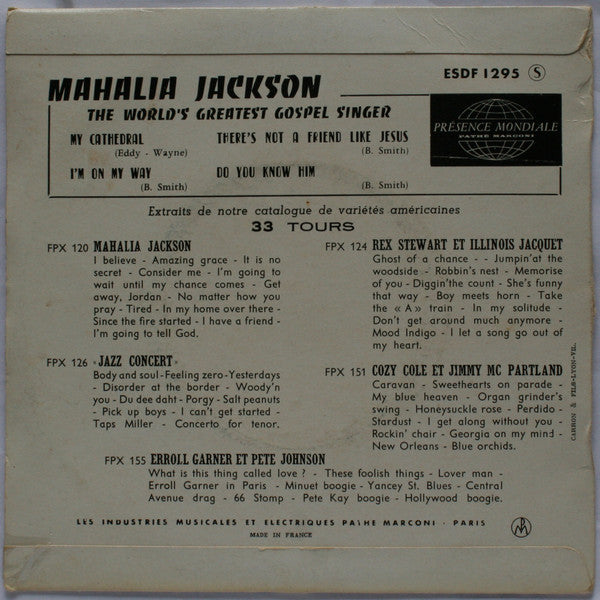 ESDF 1295 S
MAHALIA JACKSON
THE WORLD'S GREATEST GOSPEL SINGER
MY CATHEDRAL
(Eddy - Wayne)
THERE'S NOT A FRIEND LIKE JESUS
(B. Smith)
I'M ON MY WAY
(B. Smith)
DO YOU KNOW HIM
(B. Smith)
PRÉSENCE MONDIALE
PATHÉ MARCONI
Extraits de notre catalogue de variétés américaines
33 TOURS
FPX 120 MAHALIA JACKSON
I believe - Amazing grace - It is no
secret - Consider me - I'm going to
wait until my chance comes - Get
away, Jordan - No matter how you
pray - Tired - In my home over there -
Since the fire started - I have a friend -
I'm going to tell God.
FPX 124 REX STEWART ET ILLINOIS JACQUET
Ghost of a chance - - Jumpin'at the
woodside - Robbin's nest - Memorise
of you - Diggin'the count - She's funny
that way - Boy meets horn - Take
the « A » train - In my solitude -
Don't get around much anymore -
Mood Indigo - I let a song go out of
my heart.
FPX 126 «JAZZ CONCERT»
Body and soul - Feeling zero - Yesterdays
- Disorder at the border - Woody'n
you - Du dee daht - Porgy - Salt peanuts
- Pick up boys - I can't get started -
Taps Miller - Concerto for tenor.
FPX 151 COZY COLE ET JIMMY MC PARTLAND
Caravan - Sweethearts on parade -
My blue heaven - Organ grinder's
swing - Honeysuckle rose - Perdido -
Stardust - I get along without you -
Rockin' chair - Georgia on my mind -
New Orleans - Blue orchids.
FPX 155 ERROLL GARNER ET PETE JOHNSON
What is this thing called love ? - These foolish things - Lover man -
Erroll Garner in Paris - Minuet boogie - Yancey St. Blues - Central
Avenue drag - 66 Stomp - Pete Kay boogie - Hollywood boogie.
CARRON & FILS-LYON-VIL.
LES INDUSTRIES MUSICALES ET ELECTRIQUES PATHE MARCONI - PARIS
MADE IN FRANCE